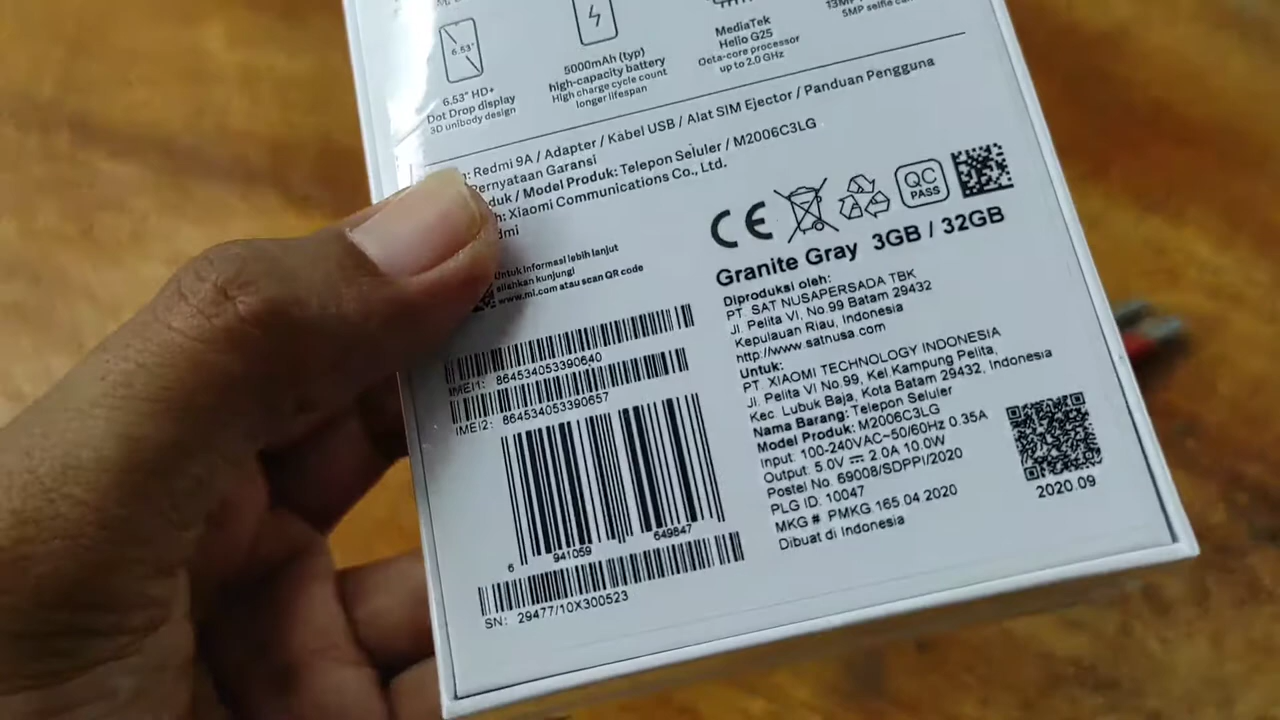 6.53"
6.53" HD+
Dot Drop display
3D unibody design
5000mAh (typ)
high-capacity battery
High charge cycle count
longer lifespan
MediaTek
Helio G25
Octa-core processor
up to 2.0 GHz
5MP selfie
Redmi 9A / Adapter / Kabel USB / Alat SIM Ejector / Panduan Pengguna
Pernyataan Garansi
duk / Model Produk: Telepon Seluler / M2006C3LG
Xiaomi Communications Co., Ltd.
Untuk informasi lebih lanjut
silahkan kunjungi
www.mi.com atau scan QR code
CE
QC
PASS
Granite Gray 3GB / 32GB
Diproduksi oleh:
PT. SAT NUSAPERSADA TBK
Jl. Pelita VI, No.99 Batam 29432
Kepulauan Riau, Indonesia
http://www.satnusa.com
Untuk:
PT. XIAOMI TECHNOLOGY INDONESIA
Jl. Pelita VI No.99, Kel Kampung Pelita,
Kec. Lubuk Baja, Kota Batam 29432, Indonesia
Nama Barang: Telepon Seluler
Model Produk: M2006C3LG
Input: 100-240VAC~50/60Hz 0.35A
Output: 5.0V ⎓ 2.0A 10.0W
Postel No. 69008/SDPPI/2020
PLG ID. 10047
MKG # PMKG 165 04 2020
Dibuat di Indonesia
2020.09
IMEI1: 864534053390640
IMEI2: 864534053390657
6 941059 649847
SN: 29477/10X300523